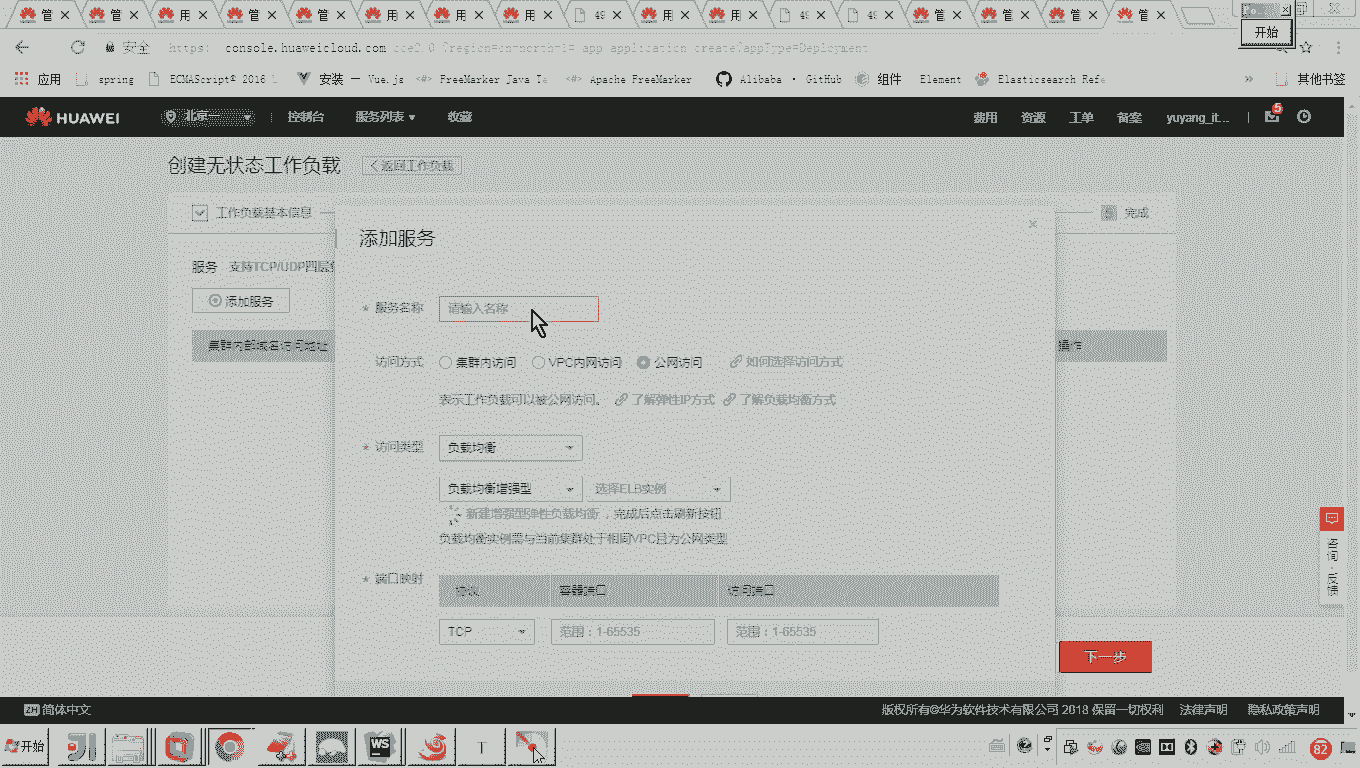 管 管 用 管 管 用 用 用 用 用 管 管 管 管
开始
安全 https: console.huaweicloud.com cce2.0 ?region=cn-north-1= app application create?appType=Deployment
应用 spring ECMAScript® 2016 安装 — Vue.js FreeMarker Java Te Apache FreeMarker Alibaba · GitHub 组件 Element Elasticsearch Refe » 其他书签
HUAWEI 北京一 控制台 服务列表 收藏 费用 资源 工单 备案 yuyang_it... 5
创建无状态工作负载 返回工作负载
工作负载基本信息 完成
添加服务
服务 支持TCP/UDP四层
添加服务
* 服务名称 请输入名称
集群内部域名访问地址 操作
访问方式 集群内访问 VPC内网访问 公网访问 如何选择访问方式
表示工作负载可以被公网访问。 了解弹性IP方式 了解负载均衡方式
* 访问类型 负载均衡
负载均衡增强型 选择ELB实例
新建增强型弹性负载均衡 ，完成后点击刷新按钮
负载均衡实例需与当前集群处于相同VPC且为公网类型
咨询·反馈
* 端口映射 协议 容器端口 访问端口
TCP 范围：1-65535 范围：1-65535
下一步
ZH 简体中文 版权所有@华为软件技术有限公司 2018 保留一切权利 法律声明 隐私政策声明
开始 WS T 82